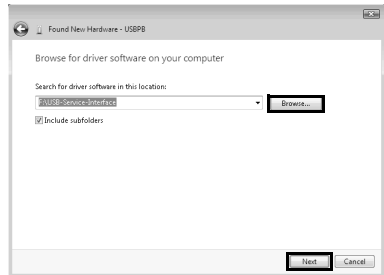 Found New Hardware - USBPB
Browse for driver software on your computer
Search for driver software in this location:
F:\USB-Service-Interface
Browse...
Include subfolders
Next
Cancel